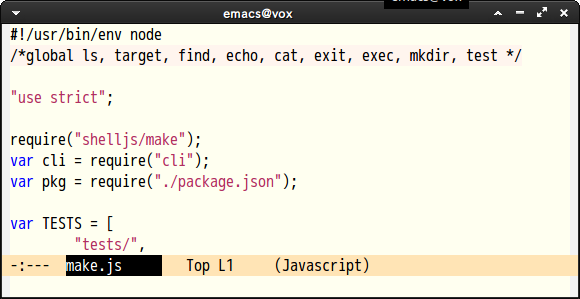 emacs@vox
emacs@vox
#!/usr/bin/env node
/*global ls, target, find, echo, cat, exit, exec, mkdir, test */
"use strict";
require("shelljs/make");
var cli = require("cli");
var pkg = require("./package.json");
var TESTS = [
"tests/",
-:--- make.js Top L1 (Javascript)